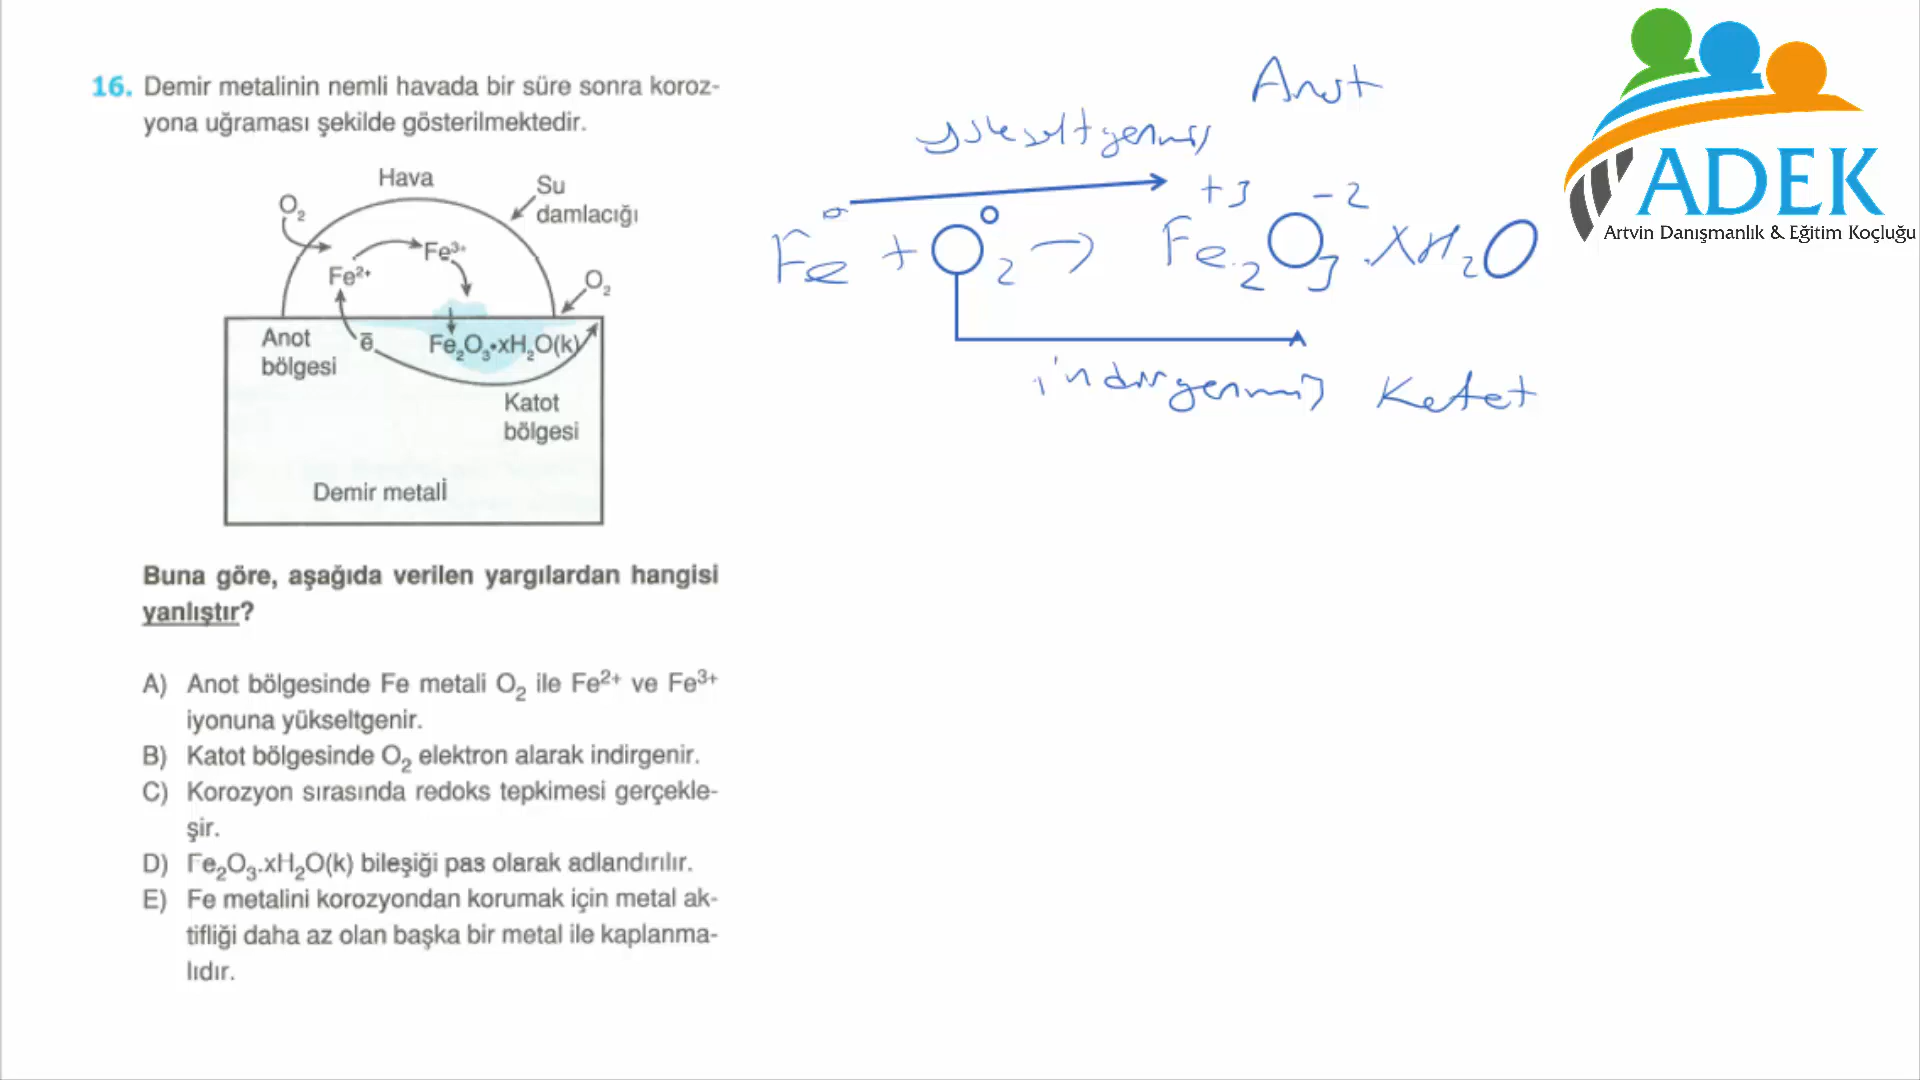 16. Demir metalinin nemli havada bir süre sonra koroz-
yona uğraması şekilde gösterilmektedir.
Hava
Su
damlacığı
O₂
Fe³⁺
Fe²⁺
O₂
Anot
bölgesi
ē
Fe₂O₃•xH₂O(k)
Katot
bölgesi
Demir metali
Buna göre, aşağıda verilen yargılardan hangisi
yanlıştır?
A) Anot bölgesinde Fe metali O₂ ile Fe²⁺ ve Fe³⁺
iyonuna yükseltgenir.
B) Katot bölgesinde O₂ elektron alarak indirgenir.
C) Korozyon sırasında redoks tepkimesi gerçekle-
şir.
D) Fe₂O₃.xH₂O(k) bileşiği pas olarak adlandırılır.
E) Fe metalini korozyondan korumak için metal ak-
tifliği daha az olan başka bir metal ile kaplanma-
lıdır.
Anot
yükseltgenmiş
o o +3 -2
Fe + O₂ → Fe₂O₃.XH₂O
indirgenmiş Katot
ADEK
Artvin Danışmanlık & Eğitim Koçluğu